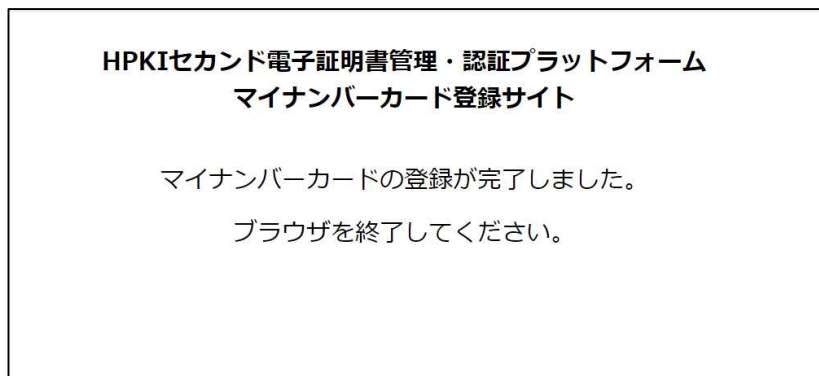 HPKIセカンド電子証明書管理・認証プラットフォーム
マイナンバーカード登録サイト
マイナンバーカードの登録が完了しました。
ブラウザを終了してください。